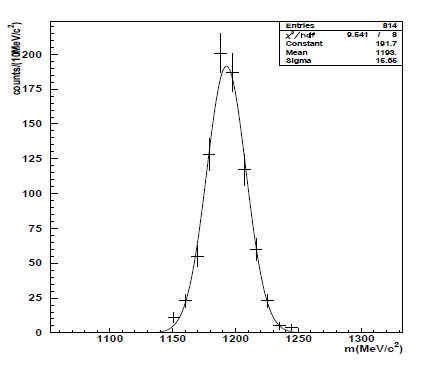 counts/(10MeV/c²)
Entries 814
χ²/ndf 9.541 / 8
Constant 191.7
Mean 1193.
Sigma 15.65
200
175
150
125
100
75
50
25
0
1100 1150 1200 1250 1300
m(MeV/c²)